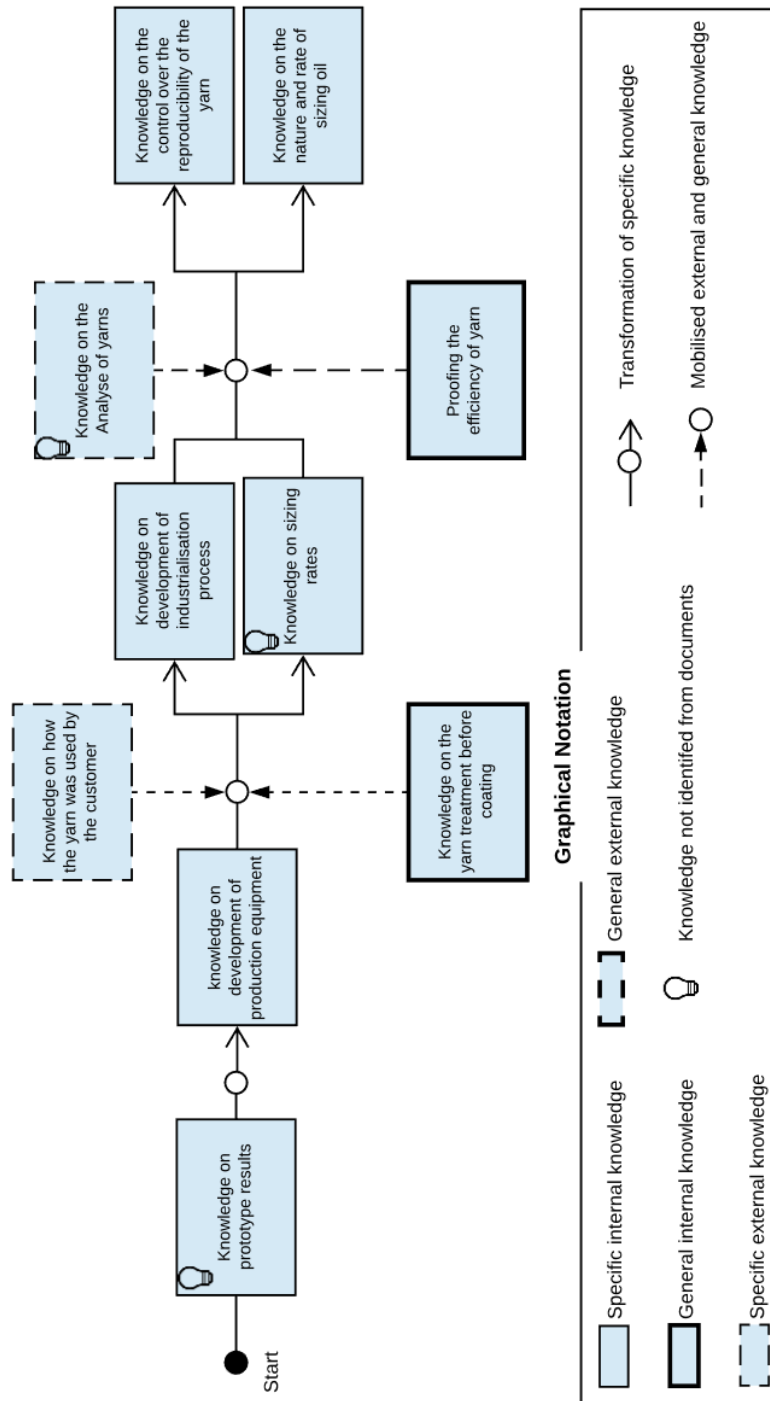 Start
Knowledge on
prototype results
knowledge on
development of
production equipment
Knowledge on how
the yarn was used by
the customer
Knowledge on the
yarn treatment before
coating
Knowledge on
development of
industrialisation
process
Knowledge on sizing
rates
Knowledge on the
Analyse of yarns
Proofing the
efficiency of yarn
Knowledge on the
control over the
reproducibility of the
yarn
Knowledge on the
nature and rate of
sizing oil
Graphical Notation
Specific internal knowledge
General internal knowledge
Specific external knowledge
General external knowledge
Knowledge not identifed from documents
Transformation of specific knowledge
Mobilised external and general knowledge